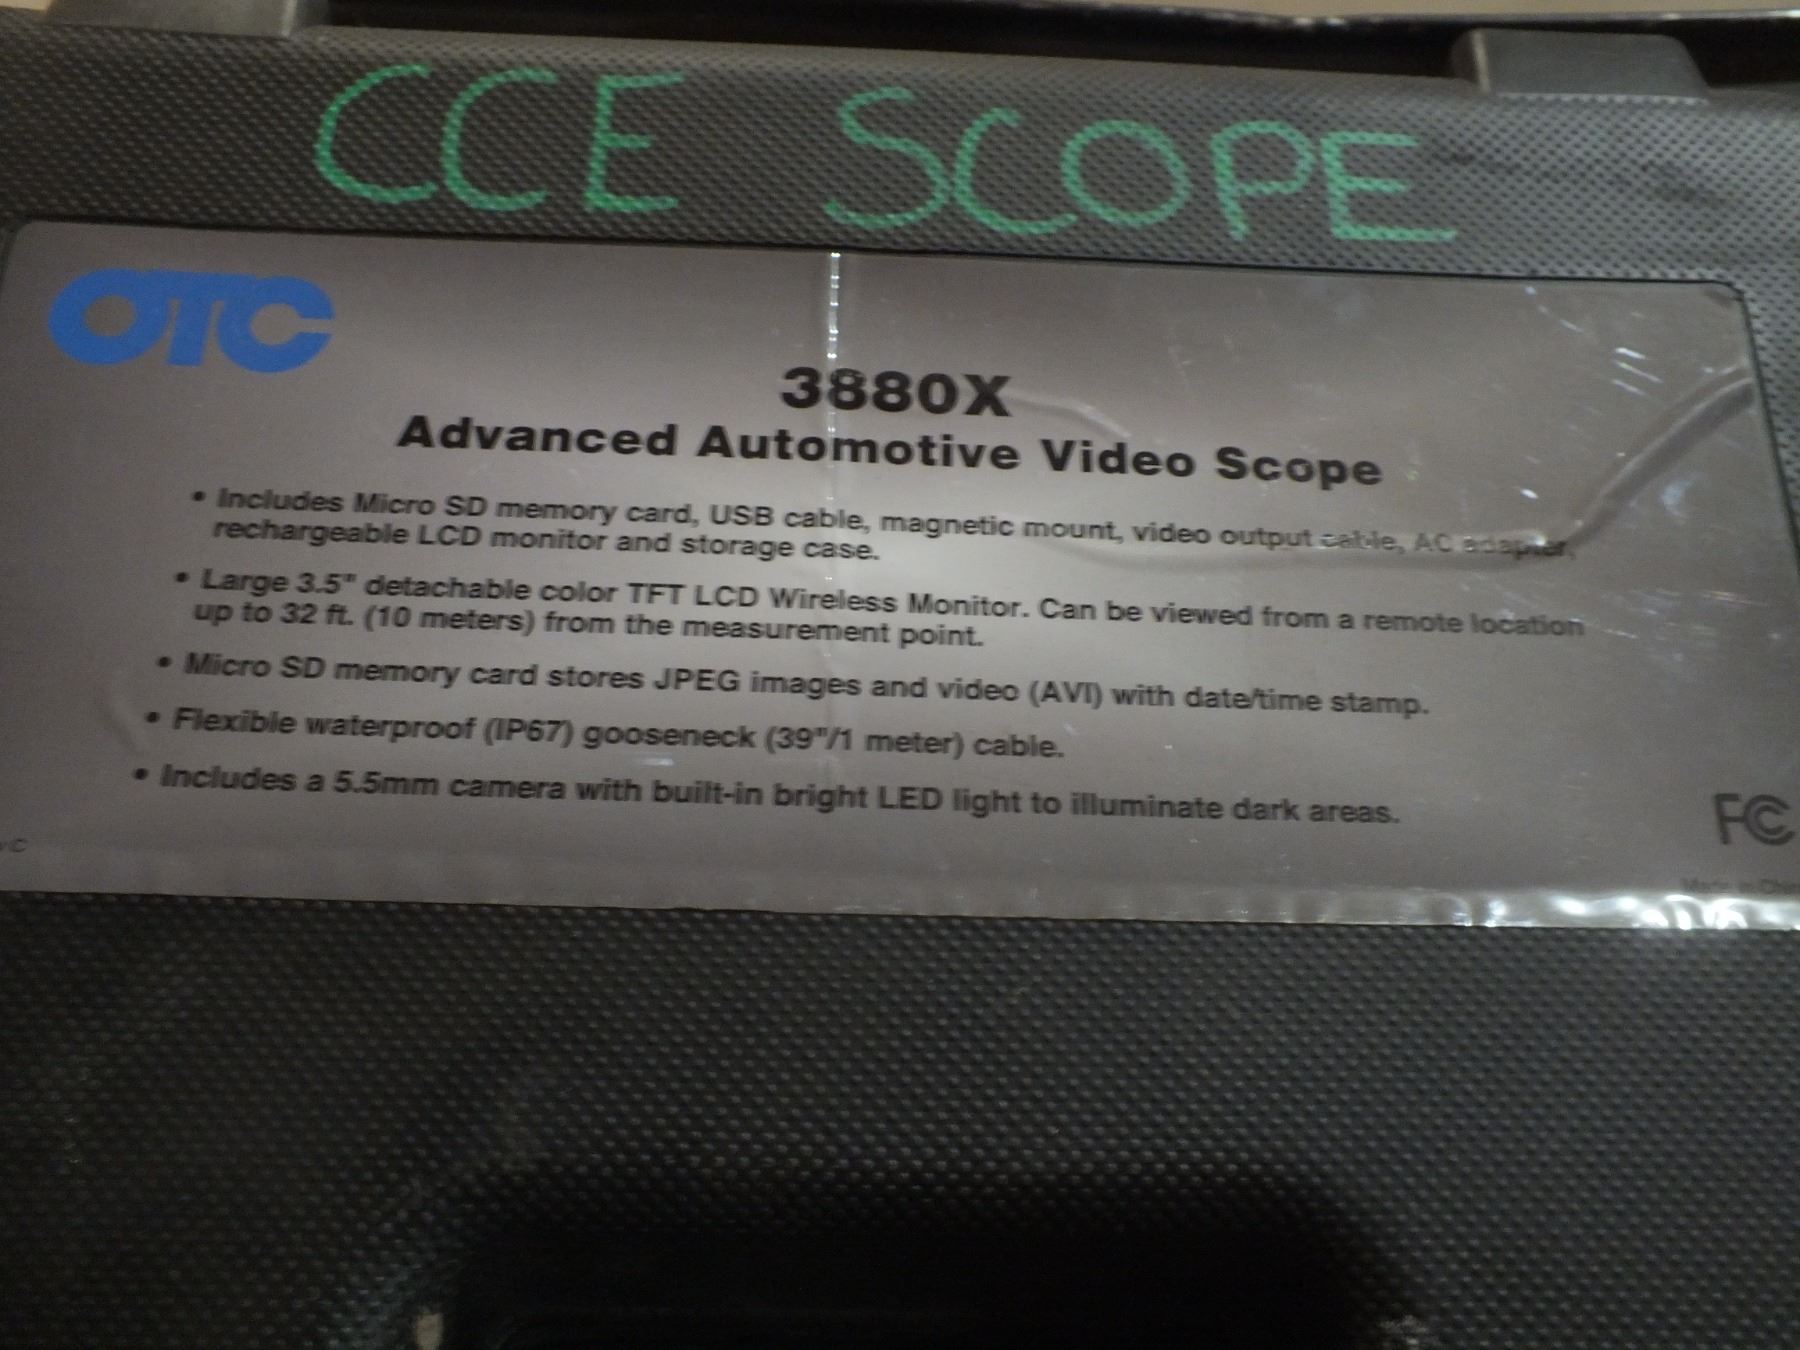 CCE SCOPE
OTC
3880X
Advanced Automotive Video Scope
• Includes Micro SD memory card, USB cable, magnetic mount, video output cable, AC adapter,
rechargeable LCD monitor and storage case.
• Large 3.5" detachable color TFT LCD Wireless Monitor. Can be viewed from a remote location
up to 32 ft. (10 meters) from the measurement point.
• Micro SD memory card stores JPEG images and video (AVI) with date/time stamp.
• Flexible waterproof (IP67) gooseneck (39"/1 meter) cable.
• Includes a 5.5mm camera with built-in bright LED light to illuminate dark areas.
FC
Made in China